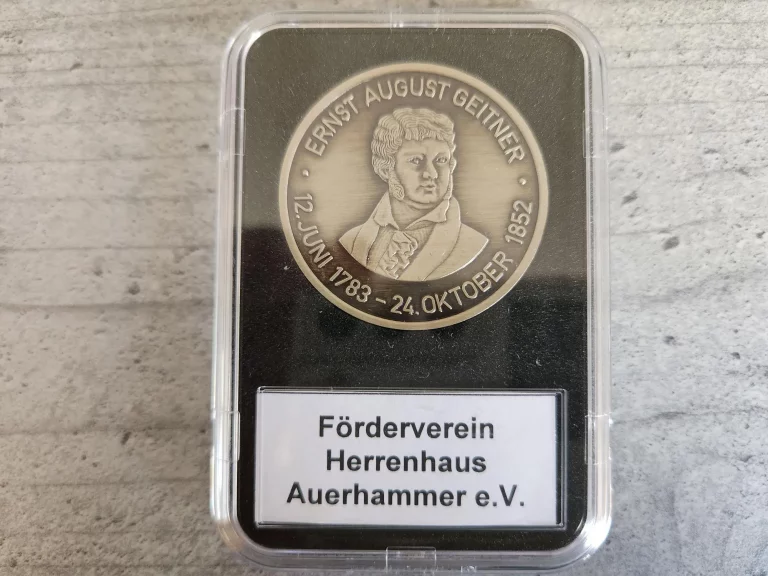 ERNST AUGUST GEITNER
12. JUNI 1783 – 24. OKTOBER 1852
Förderverein
Herrenhaus
Auerhammer e.V.